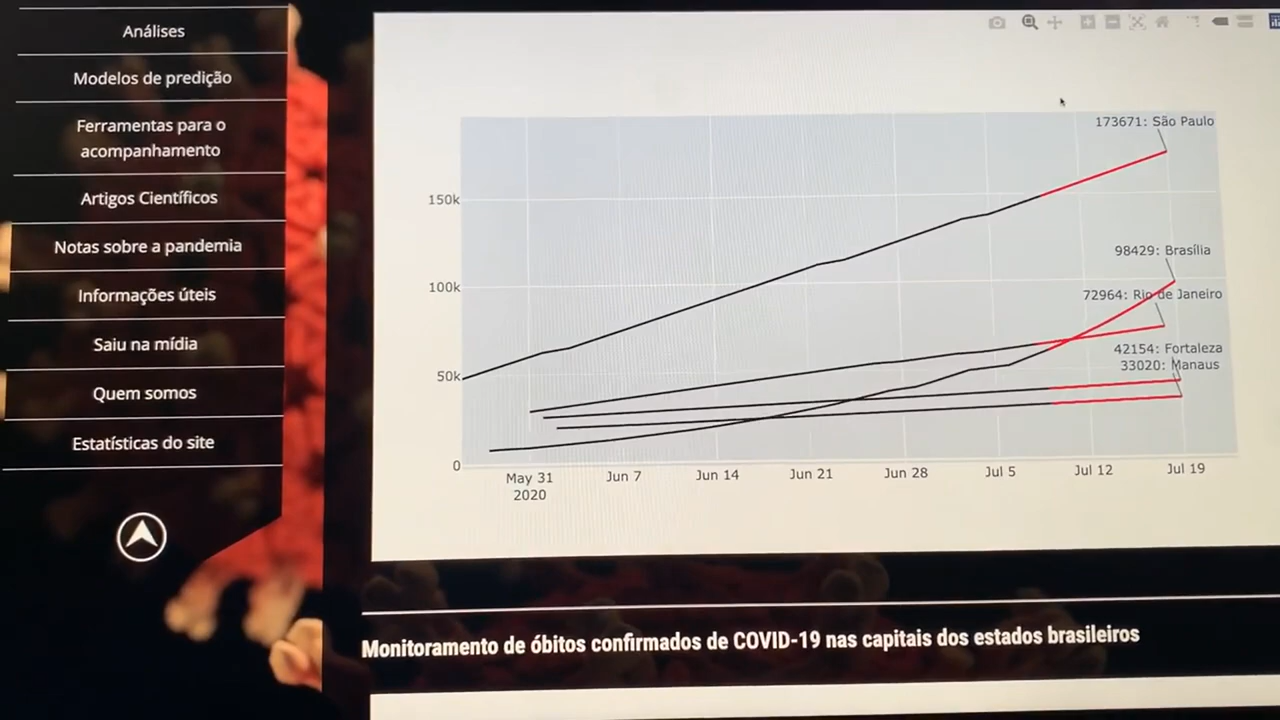 Análises
Modelos de predição
Ferramentas para o
acompanhamento
Artigos Científicos
Notas sobre a pandemia
Informações úteis
Saiu na mídia
Quem somos
Estatísticas do site
173671: São Paulo
98429: Brasília
72964: Rio de Janeiro
42154: Fortaleza
33020: Manaus
150k
100k
50k
0
May 31
2020
Jun 7
Jun 14
Jun 21
Jun 28
Jul 5
Jul 12
Jul 19
Monitoramento de óbitos confirmados de COVID-19 nas capitais dos estados brasileiros